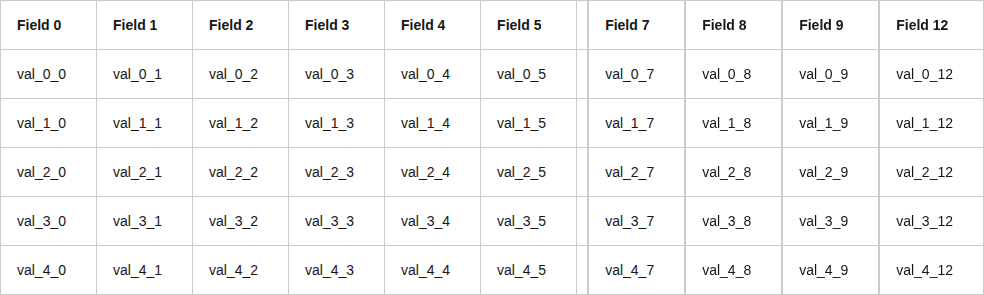 Field 0 Field 1 Field 2 Field 3 Field 4 Field 5 Field 7 Field 8 Field 9 Field 12
val_0_0 val_0_1 val_0_2 val_0_3 val_0_4 val_0_5 val_0_7 val_0_8 val_0_9 val_0_12
val_1_0 val_1_1 val_1_2 val_1_3 val_1_4 val_1_5 val_1_7 val_1_8 val_1_9 val_1_12
val_2_0 val_2_1 val_2_2 val_2_3 val_2_4 val_2_5 val_2_7 val_2_8 val_2_9 val_2_12
val_3_0 val_3_1 val_3_2 val_3_3 val_3_4 val_3_5 val_3_7 val_3_8 val_3_9 val_3_12
val_4_0 val_4_1 val_4_2 val_4_3 val_4_4 val_4_5 val_4_7 val_4_8 val_4_9 val_4_12